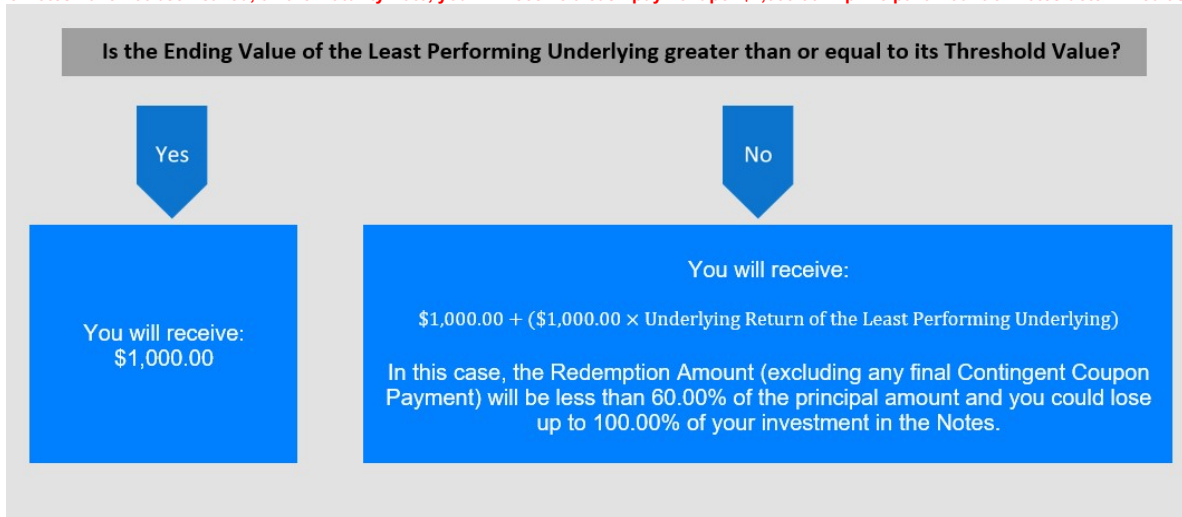 Is the Ending Value of the Least Performing Underlying greater than or equal to its Threshold Value?
Yes
No
You will receive:
$1,000.00
You will receive:
$1,000.00 + ($1,000.00 × Underlying Return of the Least Performing Underlying)
In this case, the Redemption Amount (excluding any final Contingent Coupon
Payment) will be less than 60.00% of the principal amount and you could lose
up to 100.00% of your investment in the Notes.